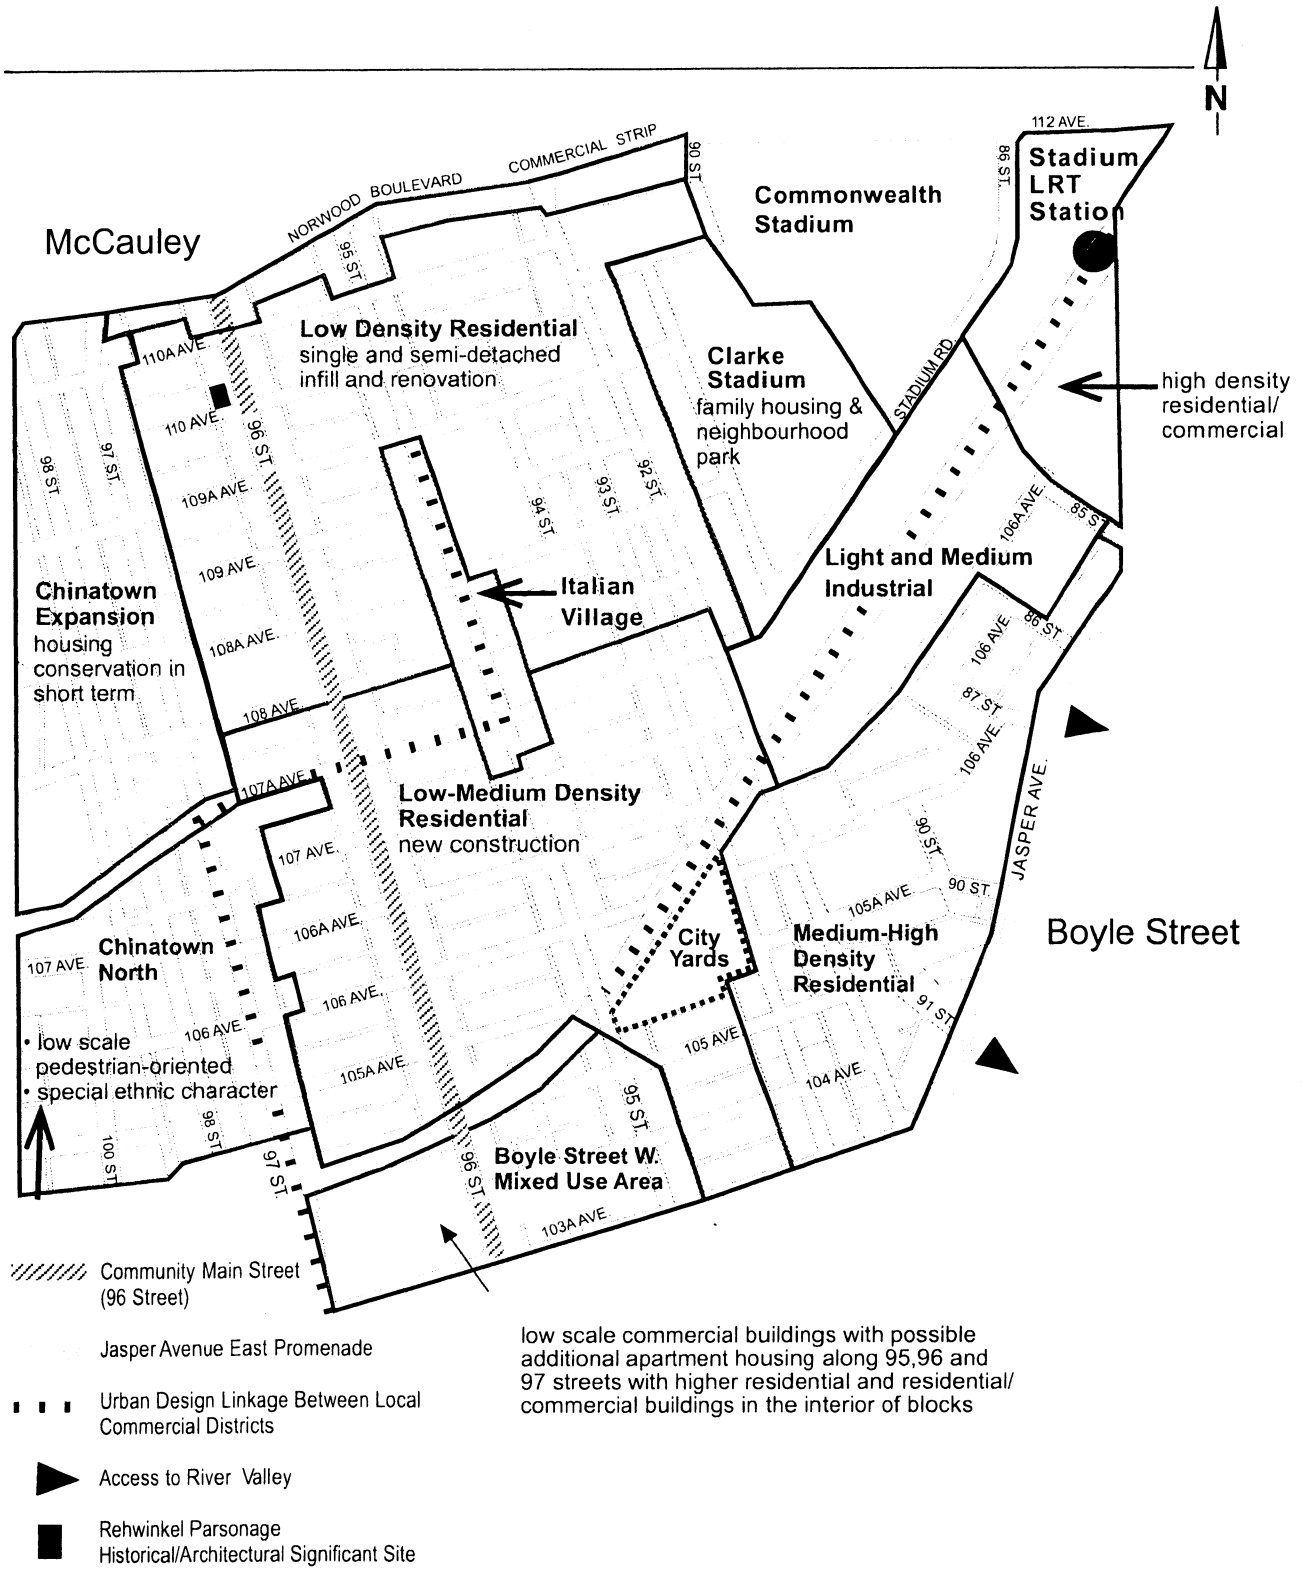 N
112 AVE.
86 ST.
Stadium
LRT
Station
90 ST.
COMMERCIAL STRIP
NORWOOD BOULEVARD
Commonwealth
Stadium
McCauley
95 ST.
Low Density Residential
single and semi-detached
infill and renovation
110A AVE.
Clarke
Stadium
family housing &
neighbourhood
park
STADIUM RD.
high density
residential/
commercial
110 AVE.
96 ST.
98 ST
97 ST.
109A AVE.
94 ST
93 ST.
92 ST.
106A AVE.
85 ST
Light and Medium
Industrial
109 AVE.
Italian
Village
Chinatown
Expansion
housing
conservation in
short term
108A AVE.
106 AVE.
86 ST
87 ST
106 AVE.
108 AVE.
107A AVE.
Low-Medium Density
Residential
new construction
JASPER AVE.
107 AVE.
90 ST.
90 ST.
105A AVE.
106A AVE.
City
Yards
Medium-High
Density
Residential
Boyle Street
Chinatown
North
107 AVE.
106 AVE.
106 AVE.
91 ST.
• low scale
pedestrian-oriented
• special ethnic character
105 AVE
105A AVE.
104 AVE.
95 ST.
98 ST.
100 ST.
97 ST.
96 ST.
Boyle Street W.
Mixed Use Area
103A AVE.
Community Main Street
(96 Street)
Jasper Avenue East Promenade
Urban Design Linkage Between Local
Commercial Districts
Access to River Valley
Rehwinkel Parsonage
Historical/Architectural Significant Site
low scale commercial buildings with possible
additional apartment housing along 95,96 and
97 streets with higher residential and residential/
commercial buildings in the interior of blocks